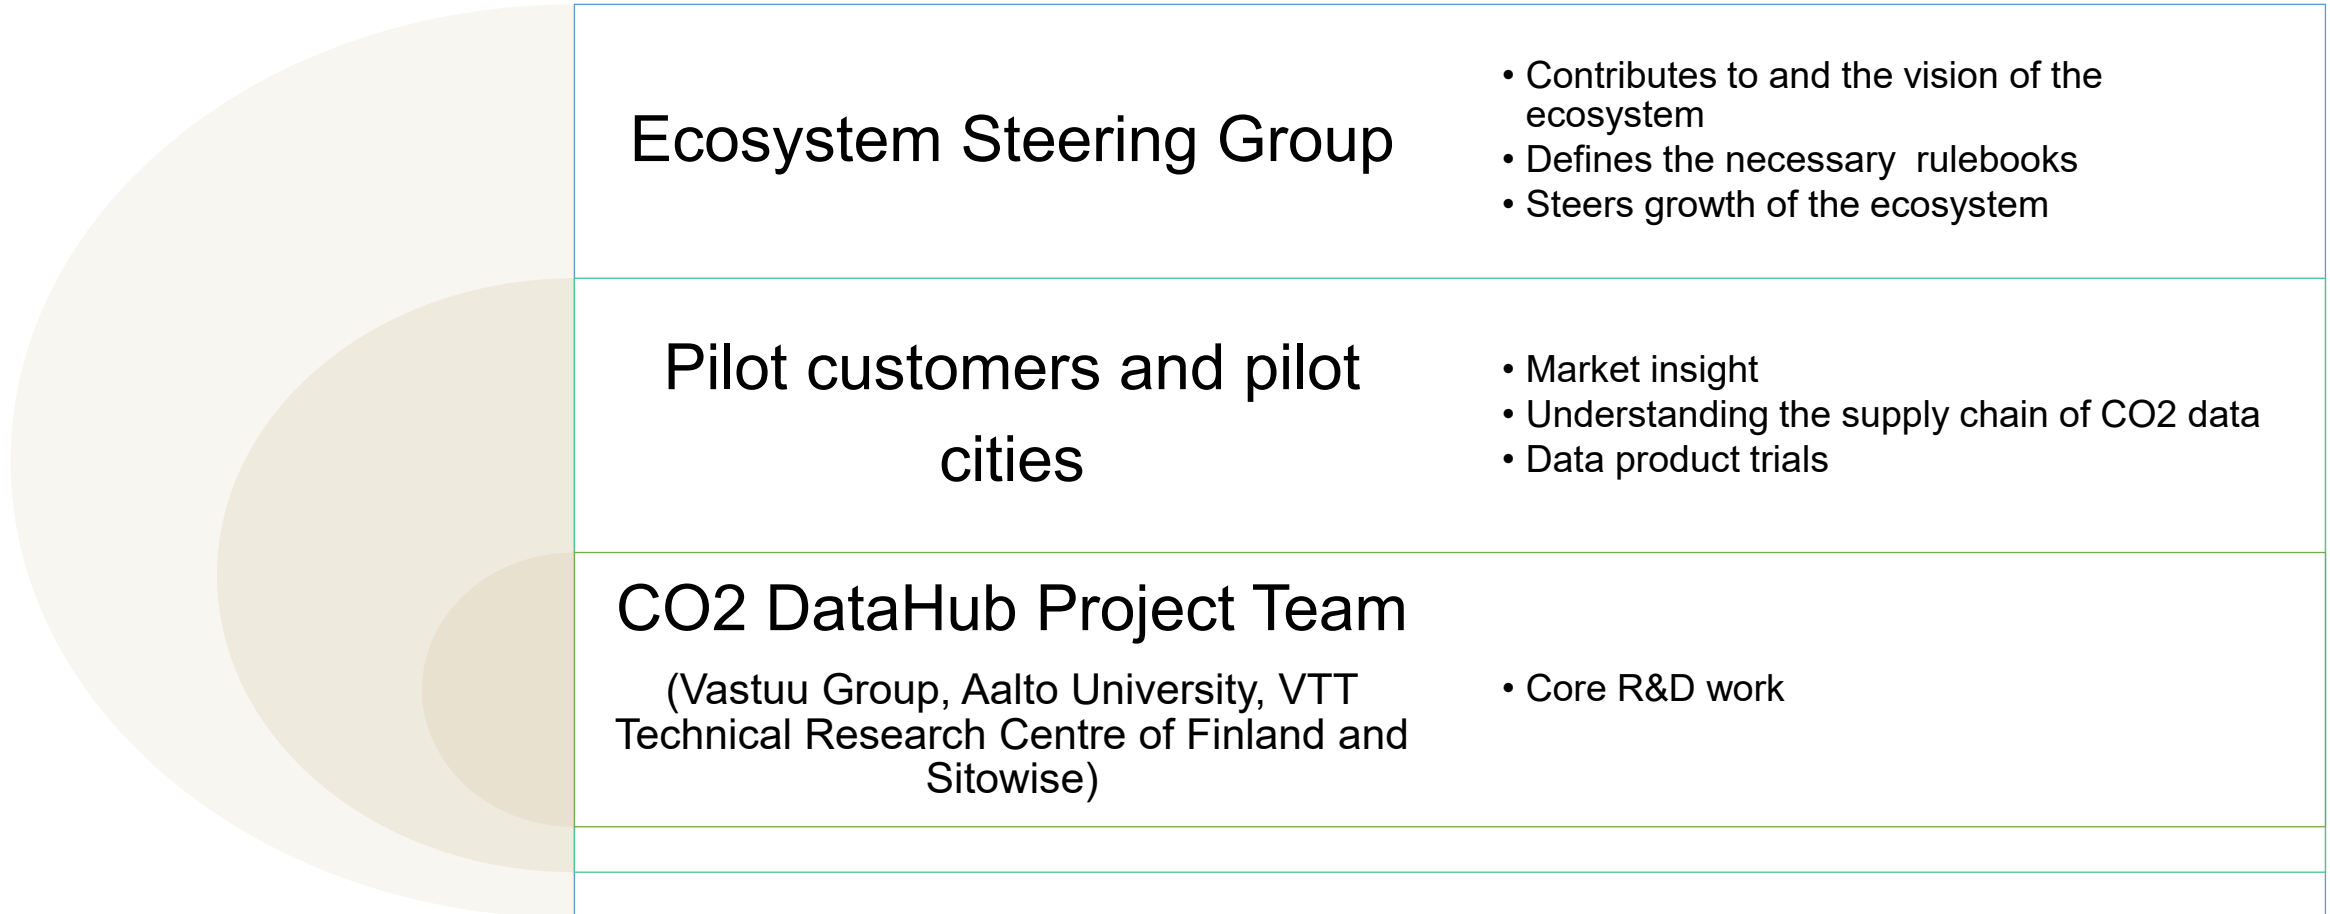 Ecosystem Steering Group
• Contributes to and the vision of the
ecosystem
• Defines the necessary  rulebooks
• Steers growth of the ecosystem
Pilot customers and pilot
cities
• Market insight
• Understanding the supply chain of CO2 data
• Data product trials
CO2 DataHub Project Team
(Vastuu Group, Aalto University, VTT
Technical Research Centre of Finland and
Sitowise)
• Core R&D work